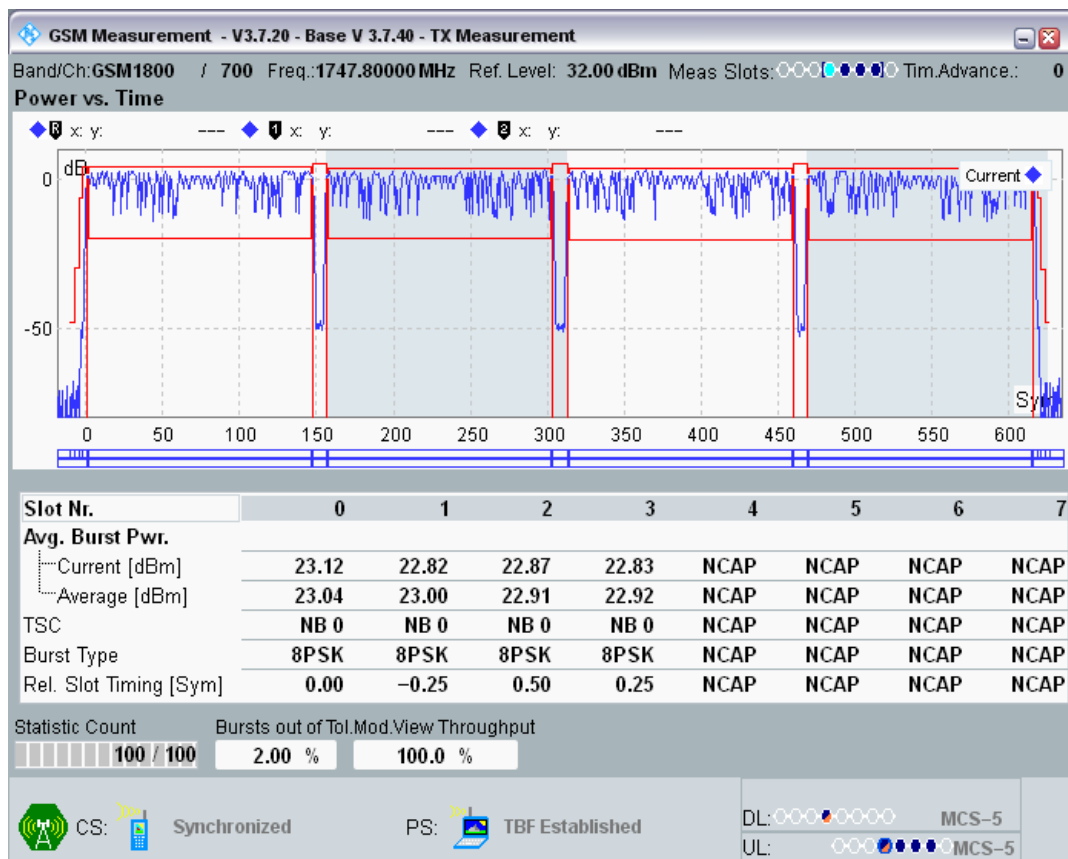 GSM Measurement - V3.7.20 - Base V 3.7.40 - TX Measurement
Band/Ch:GSM1800 / 700 Freq.:1747.80000 MHz Ref. Level: 32.00 dBm Meas Slots: Tim.Advance.: 0
Power vs. Time
R x: y: --- 1 x: y: --- 2 x: y: ---
dB
Current
0
-50
Sym
0 50 100 150 200 250 300 350 400 450 500 550 600
Slot Nr. 0 1 2 3 4 5 6 7
Avg. Burst Pwr.
Current [dBm] 23.12 22.82 22.87 22.83 NCAP NCAP NCAP NCAP
Average [dBm] 23.04 23.00 22.91 22.92 NCAP NCAP NCAP NCAP
TSC NB 0 NB 0 NB 0 NB 0 NCAP NCAP NCAP NCAP
Burst Type 8PSK 8PSK 8PSK 8PSK NCAP NCAP NCAP NCAP
Rel. Slot Timing [Sym] 0.00 −0.25 0.50 0.25 NCAP NCAP NCAP NCAP
Statistic Count Bursts out of Tol. Mod.View Throughput
100 / 100 2.00 % 100.0 %
CS: Synchronized PS: TBF Established
DL: MCS−5
UL: MCS−5